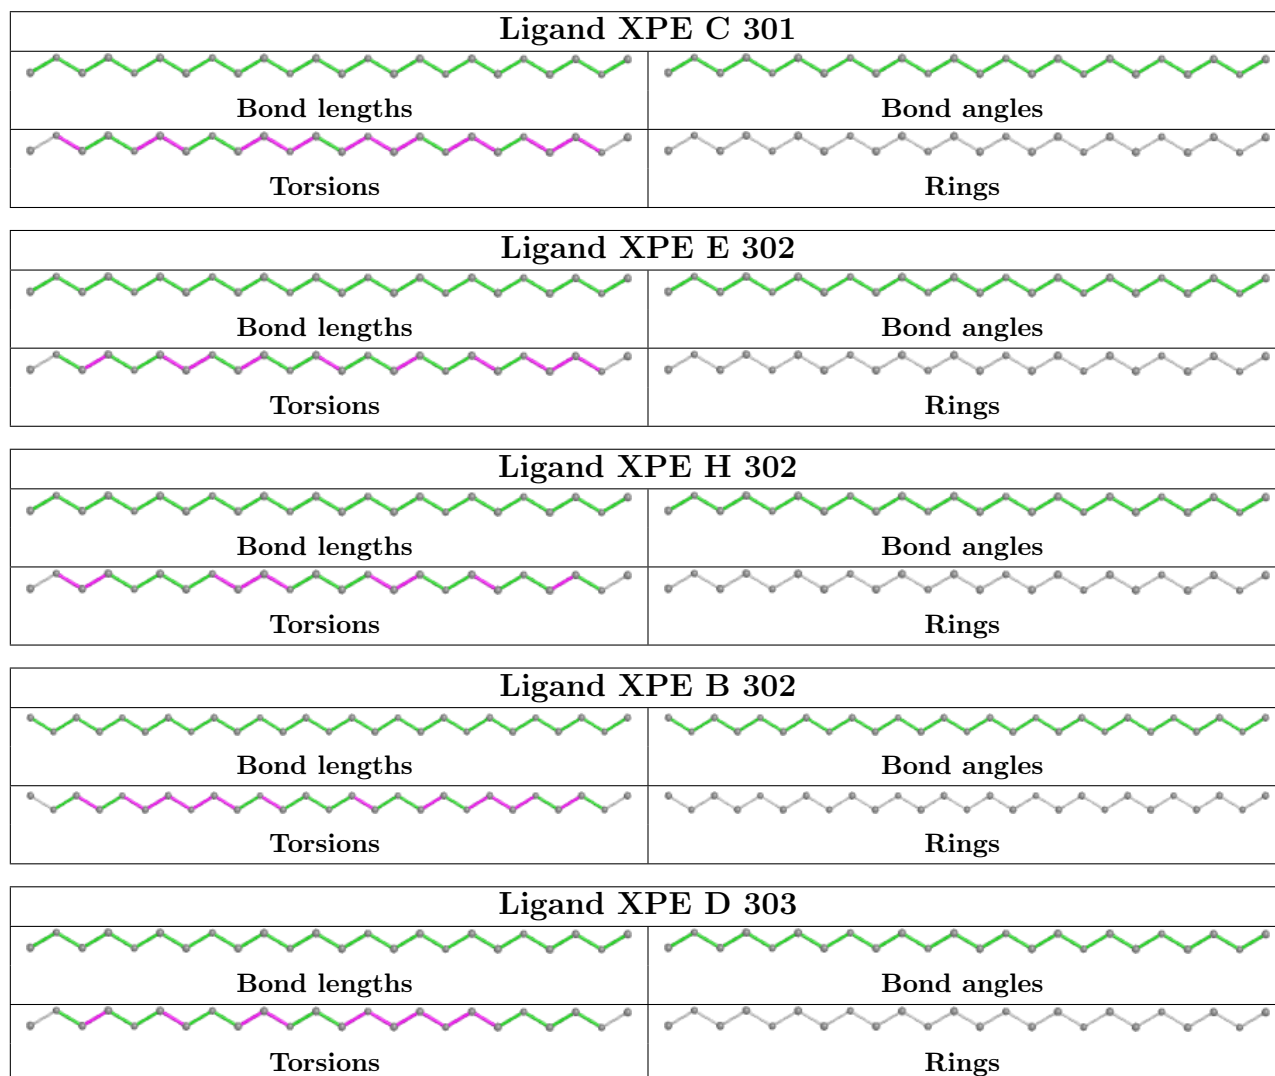 Ligand XPE C 301
Bond lengths Bond angles
Torsions Rings
Ligand XPE E 302
Bond lengths Bond angles
Torsions Rings
Ligand XPE H 302
Bond lengths Bond angles
Torsions Rings
Ligand XPE B 302
Bond lengths Bond angles
Torsions Rings
Ligand XPE D 303
Bond lengths Bond angles
Torsions Rings